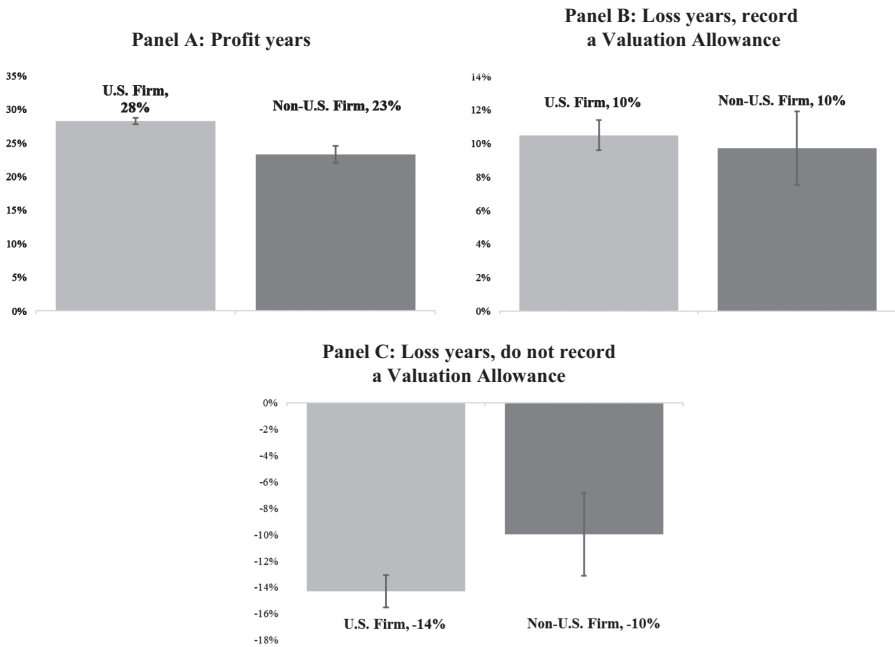 Panel A: Profit years
35%
30%
25%
20%
15%
10%
5%
0%
U.S. Firm,
28%
Non-U.S. Firm, 23%
Panel B: Loss years, record
a Valuation Allowance
14%
12%
10%
8%
6%
4%
2%
0%
U.S. Firm, 10%
Non-U.S. Firm, 10%
Panel C: Loss years, do not record
a Valuation Allowance
0%
-2%
-4%
-6%
-8%
-10%
-12%
-14%
-16%
-18%
U.S. Firm, -14%
Non-U.S. Firm, -10%